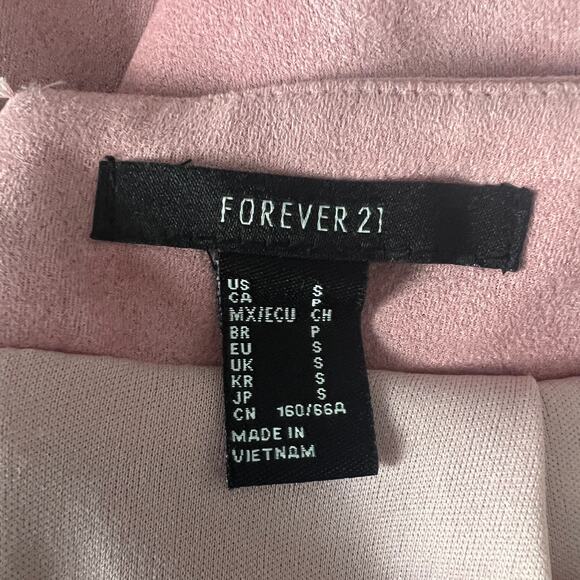 FOREVER 21
US S
CA P
MX/ECU CH
BR P
EU S
UK S
KR S
JP S
CN 160/66A
MADE IN
VIETNAM